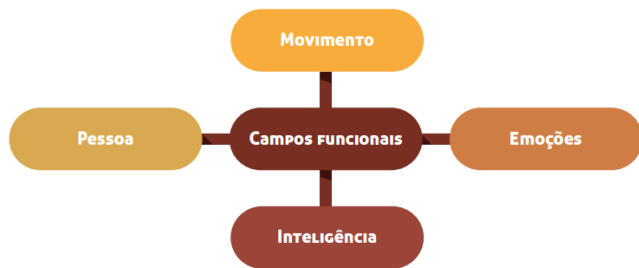 Movimento
Pessoa
Campos funcionais
Emoções
Inteligência